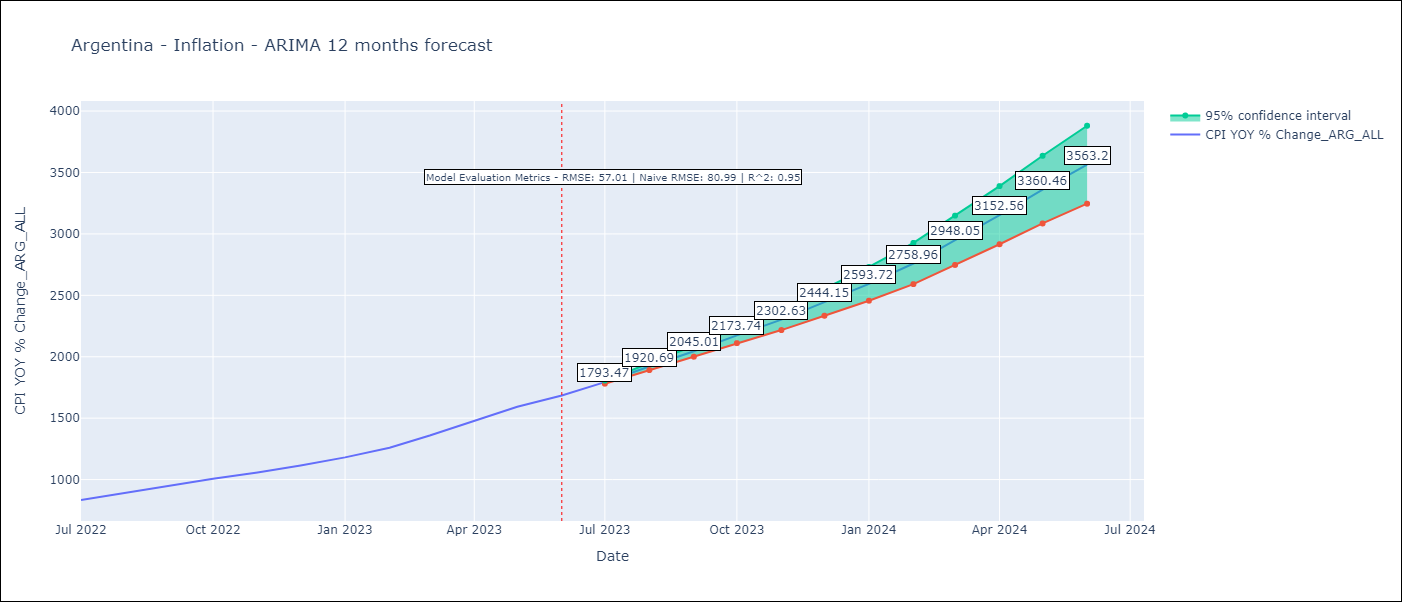 Argentina - Inflation - ARIMA 12 months forecast
95% confidence interval
CPI YOY % Change_ARG_ALL
CPI YOY % Change_ARG_ALL
4000
3500
3000
2500
2000
1500
1000
Model Evaluation Metrics - RMSE: 57.01 | Naive RMSE: 80.99 | R^2: 0.95
1793.47
1920.69
2045.01
2173.74
2302.63
2444.15
2593.72
2758.96
2948.05
3152.56
3360.46
3563.2
Jul 2022
Oct 2022
Jan 2023
Apr 2023
Jul 2023
Oct 2023
Jan 2024
Apr 2024
Jul 2024
Date